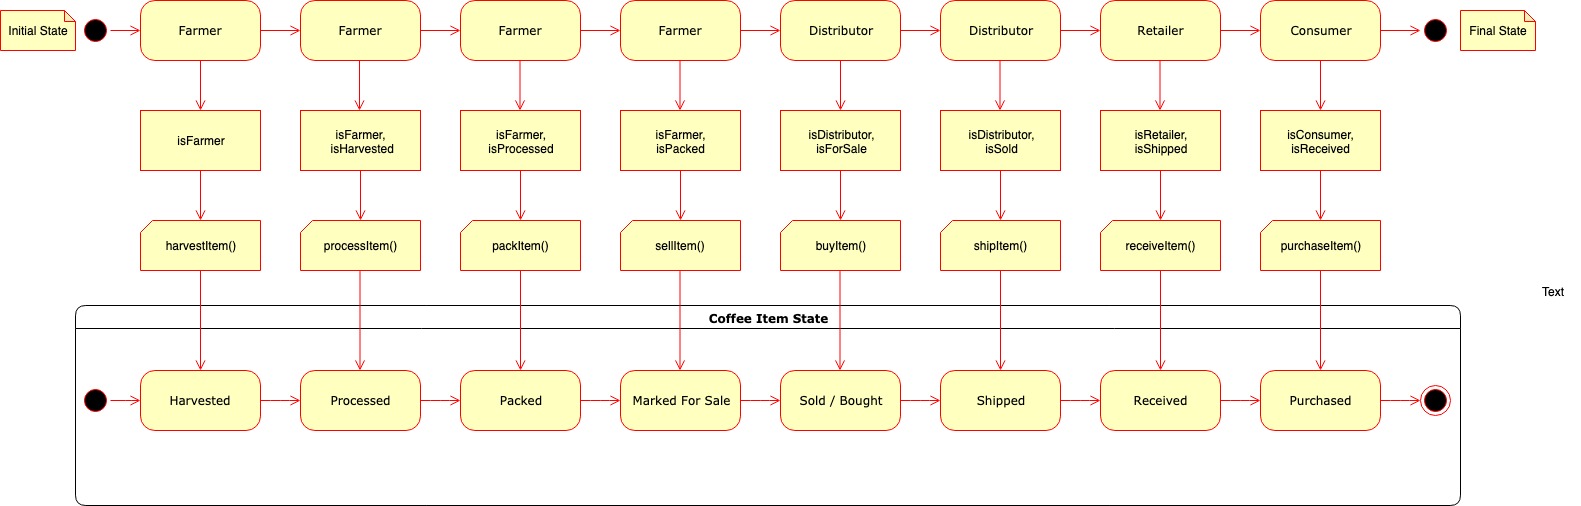 Initial State
Farmer
Farmer
Farmer
Farmer
Distributor
Distributor
Retailer
Consumer
Final State
isFarmer
isFarmer,
isHarvested
isFarmer,
isProcessed
isFarmer,
isPacked
isDistributor,
isForSale
isDistributor,
isSold
isRetailer,
isShipped
isConsumer,
isReceived
harvestItem()
processItem()
packItem()
sellItem()
buyItem()
shipItem()
receiveItem()
purchaseItem()
Text
Coffee Item State
Harvested
Processed
Packed
Marked For Sale
Sold / Bought
Shipped
Received
Purchased